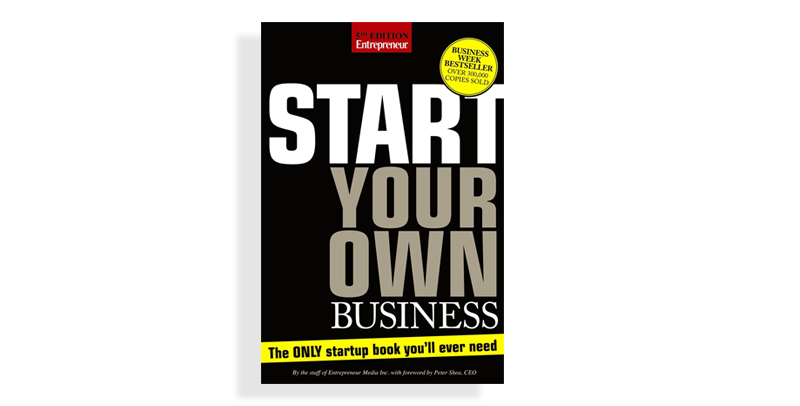 5TH EDITION
Entrepreneur
BUSINESS
WEEK
BESTSELLER
OVER 300,000
COPIES SOLD
START
YOUR
OWN
BUSINESS
The ONLY startup book you'll ever need
By the staff of Entrepreneur Media Inc. with foreword by Peter Shea, CEO